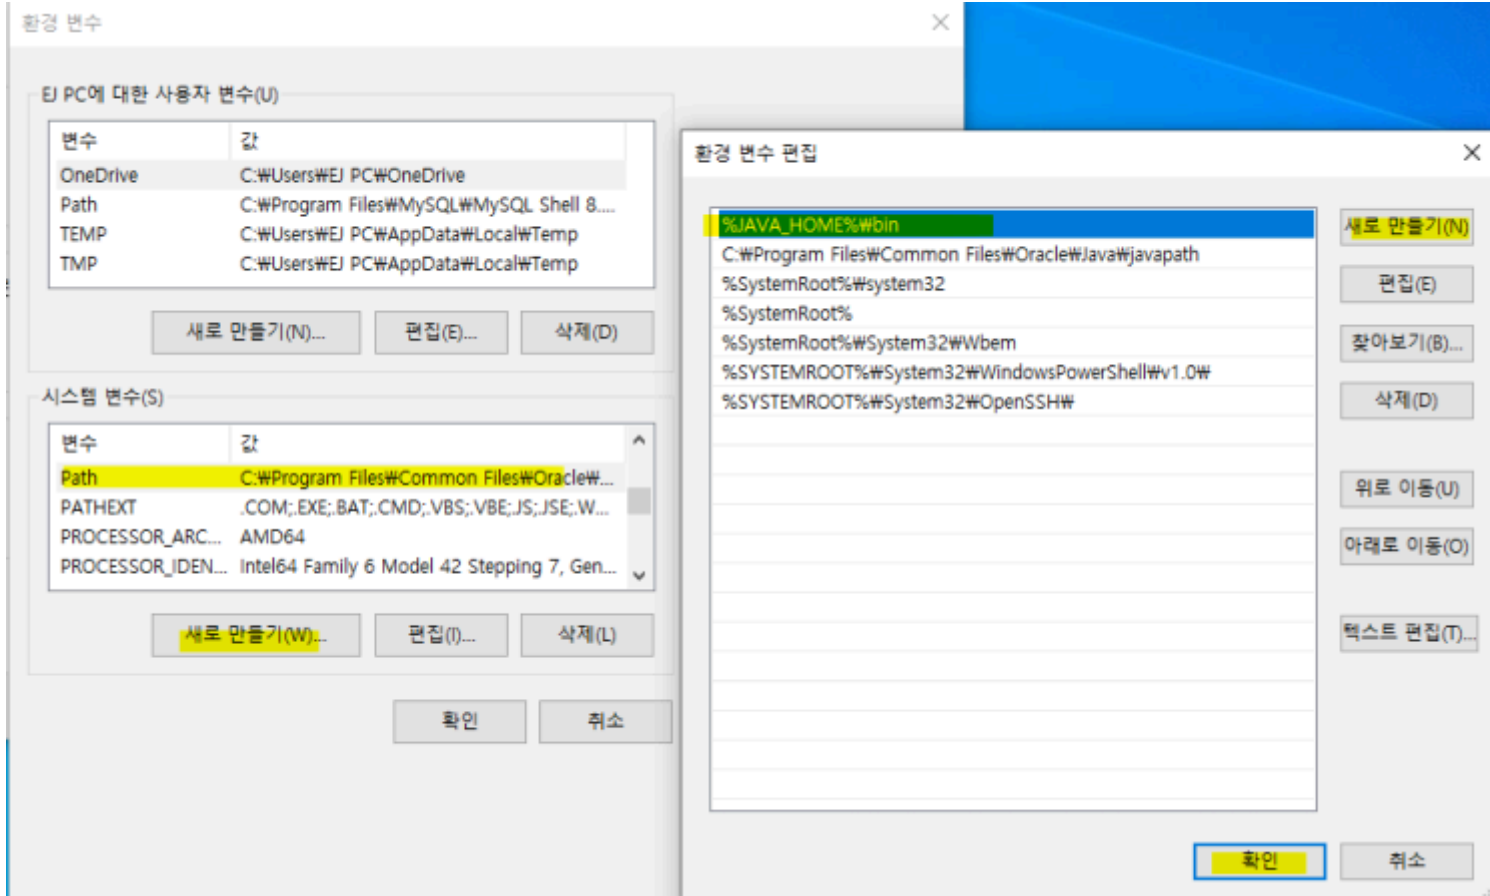 환경 변수
EJ PC에 대한 사용자 변수(U)
변수 값
OneDrive C:₩Users₩EJ PC₩OneDrive
Path C:₩Program Files₩MySQL₩MySQL Shell 8....
TEMP C:₩Users₩EJ PC₩AppData₩Local₩Temp
TMP C:₩Users₩EJ PC₩AppData₩Local₩Temp
새로 만들기(N)... 편집(E)... 삭제(D)
시스템 변수(S)
변수 값
Path C:₩Program Files₩Common Files₩Oracle₩...
PATHEXT .COM;.EXE;.BAT;.CMD;.VBS;.VBE;.JS;.JSE;.W...
PROCESSOR_ARC... AMD64
PROCESSOR_IDEN... Intel64 Family 6 Model 42 Stepping 7, Gen...
새로 만들기(W)... 편집(I)... 삭제(L)
확인 취소
환경 변수 편집
%JAVA_HOME%₩bin
C:₩Program Files₩Common Files₩Oracle₩Java₩javapath
%SystemRoot%₩system32
%SystemRoot%
%SystemRoot%₩System32₩Wbem
%SYSTEMROOT%₩System32₩WindowsPowerShell₩v1.0₩
%SYSTEMROOT%₩System32₩OpenSSH₩
새로 만들기(N)
편집(E)
찾아보기(B)...
삭제(D)
위로 이동(U)
아래로 이동(O)
텍스트 편집(T)...
확인 취소